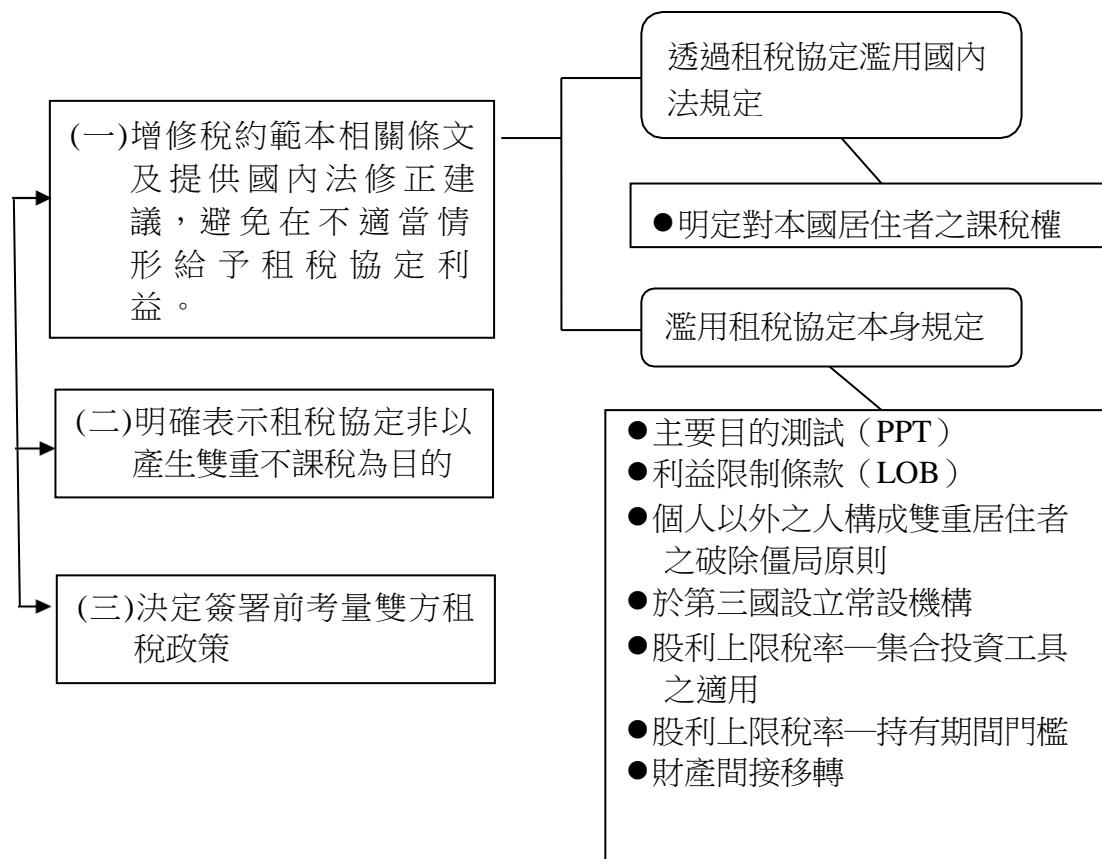 (一)增修稅約範本相關條文
及提供國內法修正建
議，避免在不適當情
形給予租稅協定利
益。
(二)明確表示租稅協定非以
產生雙重不課稅為目的
(三)決定簽署前考量雙方租
稅政策
透過租稅協定濫用國內
法規定
●明定對本國居住者之課稅權
濫用租稅協定本身規定
●主要目的測試（PPT）
●利益限制條款（LOB）
●個人以外之人構成雙重居住者
之破除僵局原則
●於第三國設立常設機構
●股利上限稅率—集合投資工具
之適用
●股利上限稅率—持有期間門檻
●財產間接移轉